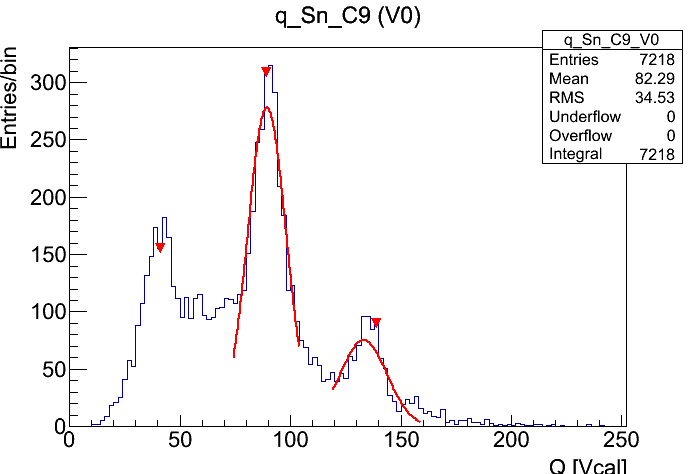 q_Sn_C9 (V0)
q_Sn_C9_V0
Entries 7218
Mean 82.29
RMS 34.53
Underflow 0
Overflow 0
Integral 7218
Entries/bin
300
250
200
150
100
50
0
0 50 100 150 200 250
Q [Vcal]